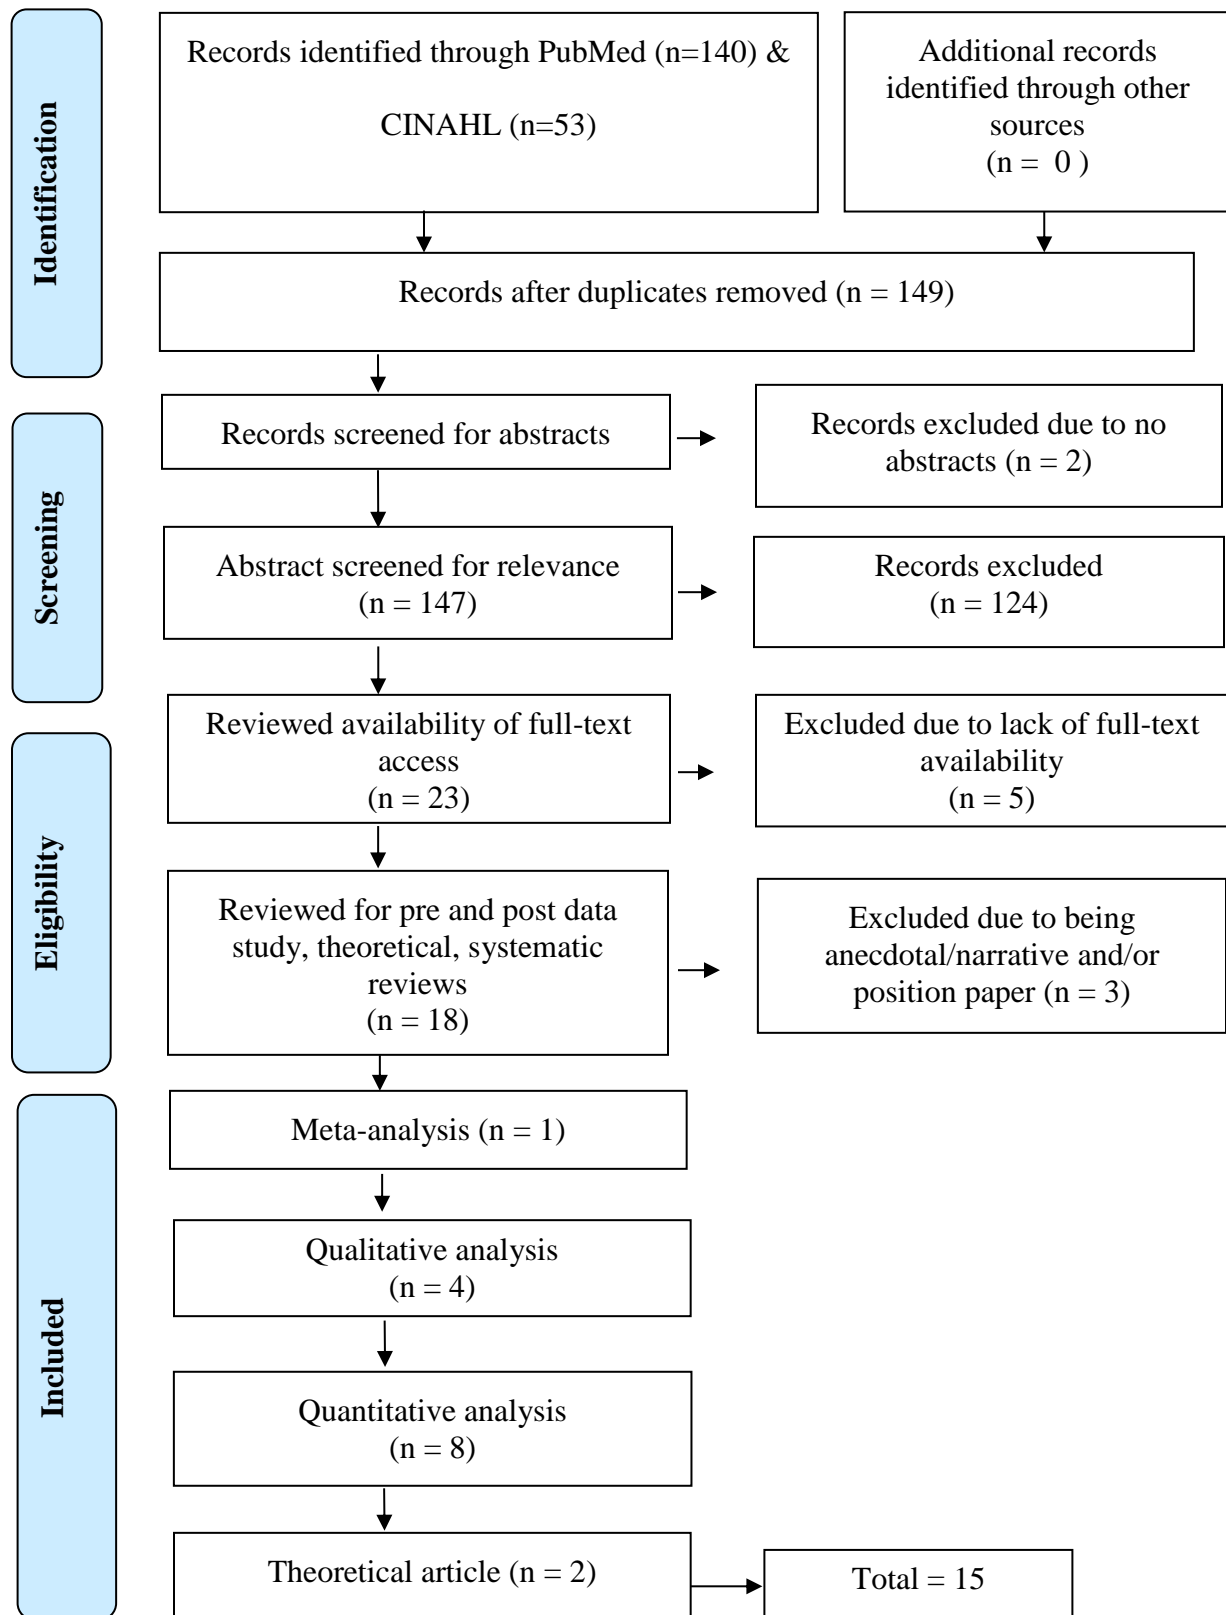 Identification
Records identified through PubMed (n=140) &
CINAHL (n=53)
Additional records
identified through other
sources
(n =  0 )
Records after duplicates removed (n = 149)
Screening
Records screened for abstracts
Records excluded due to no
abstracts (n = 2)
Abstract screened for relevance
(n = 147)
Records excluded
(n = 124)
Eligibility
Reviewed availability of full-text
access
(n = 23)
Excluded due to lack of full-text
availability
(n = 5)
Reviewed for pre and post data
study, theoretical, systematic
reviews
(n = 18)
Excluded due to being
anecdotal/narrative and/or
position paper (n = 3)
Included
Meta-analysis (n = 1)
Qualitative analysis
(n = 4)
Quantitative analysis
(n = 8)
Theoretical article (n = 2)
Total = 15